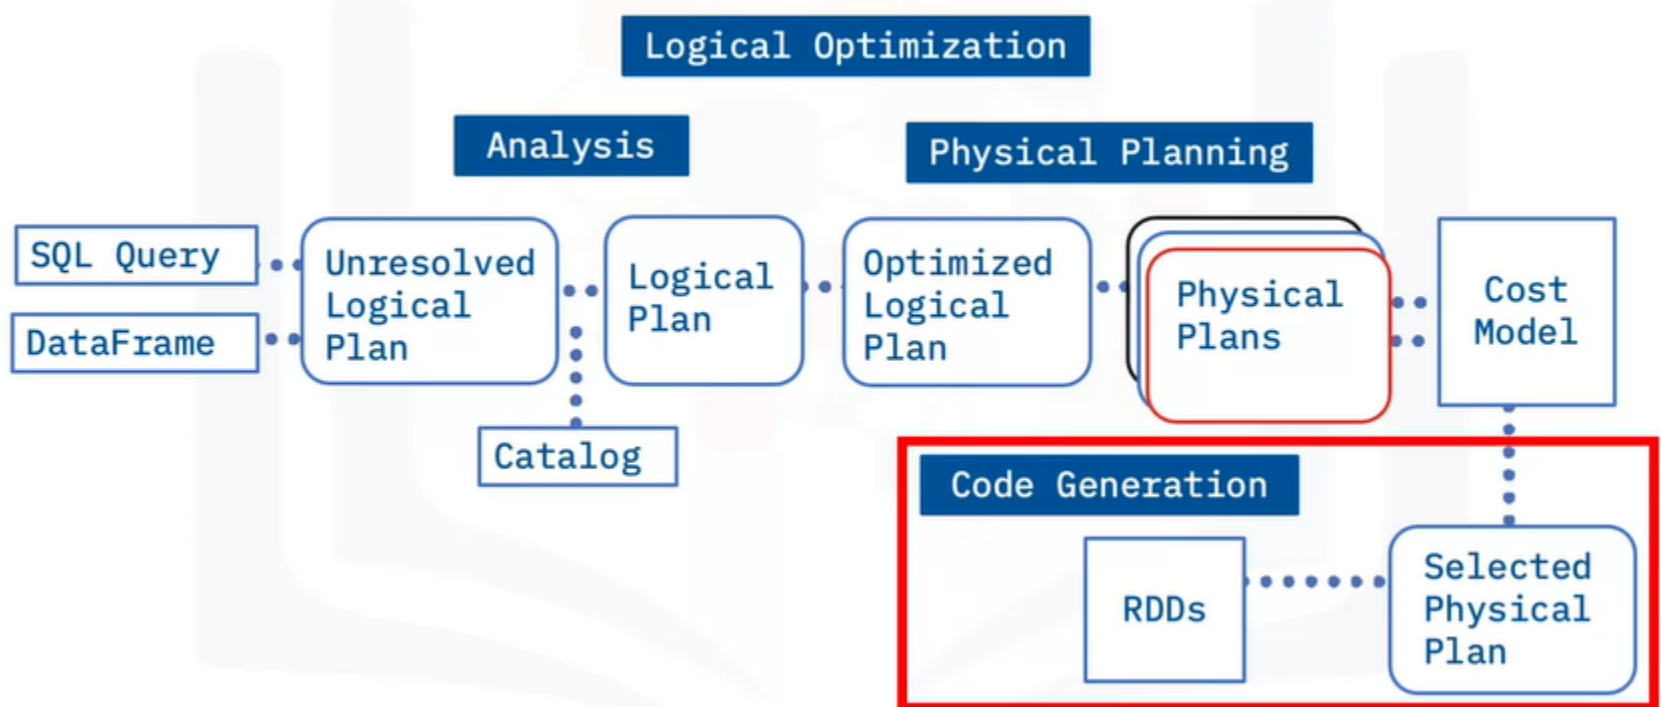 Logical Optimization
Analysis
Physical Planning
SQL Query
DataFrame
Unresolved
Logical
Plan
Catalog
Logical
Plan
Optimized
Logical
Plan
Physical
Plans
Cost
Model
Code Generation
RDDs
Selected
Physical
Plan